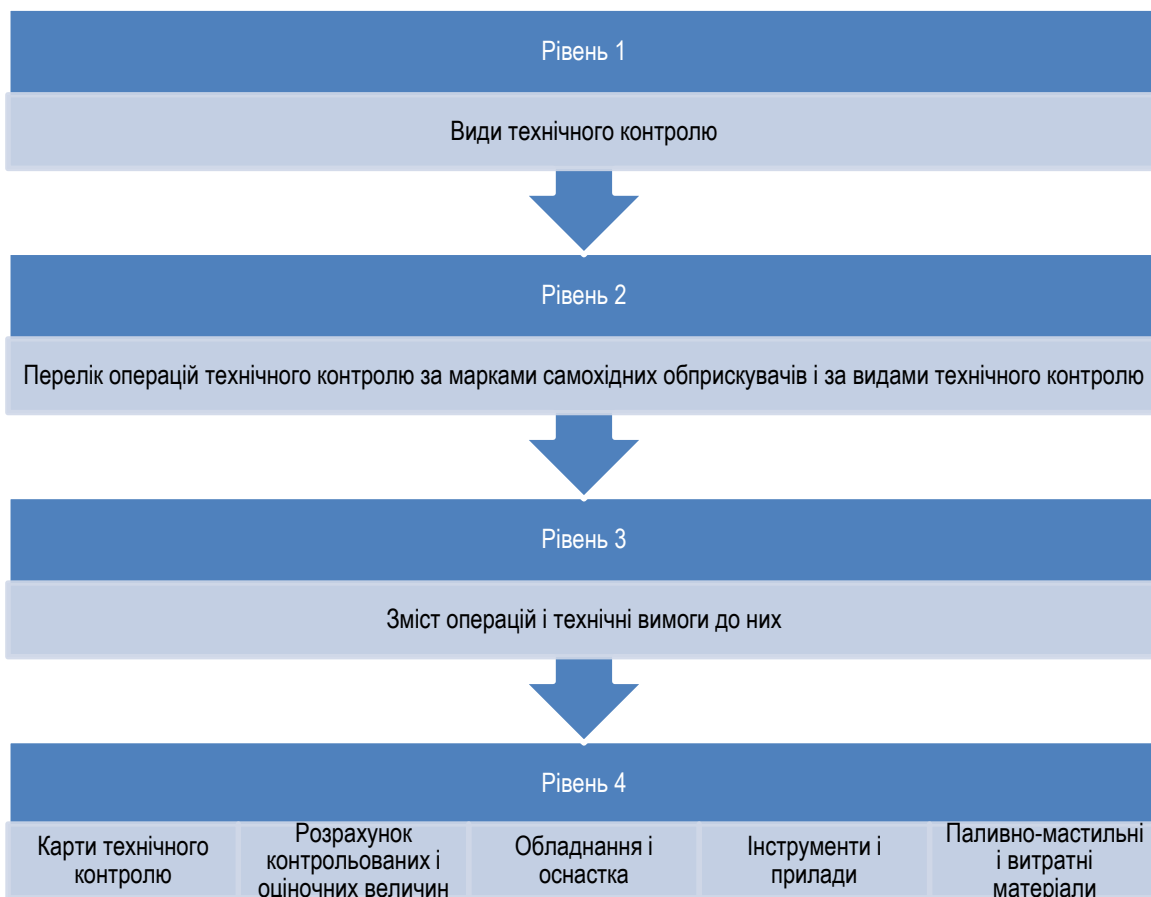 Рівень 1
Види технічного контролю
Рівень 2
Перелік операцій технічного контролю за марками самохідних обприскувачів і за видами технічного контролю
Рівень 3
Зміст операцій і технічні вимоги до них
Рівень 4
Карти технічного
контролю
Розрахунок
контрольованих і
оціночних величин
Обладнання і
оснастка
Інструменти і
прилади
Паливно-мастильні
і витратні
матеріали